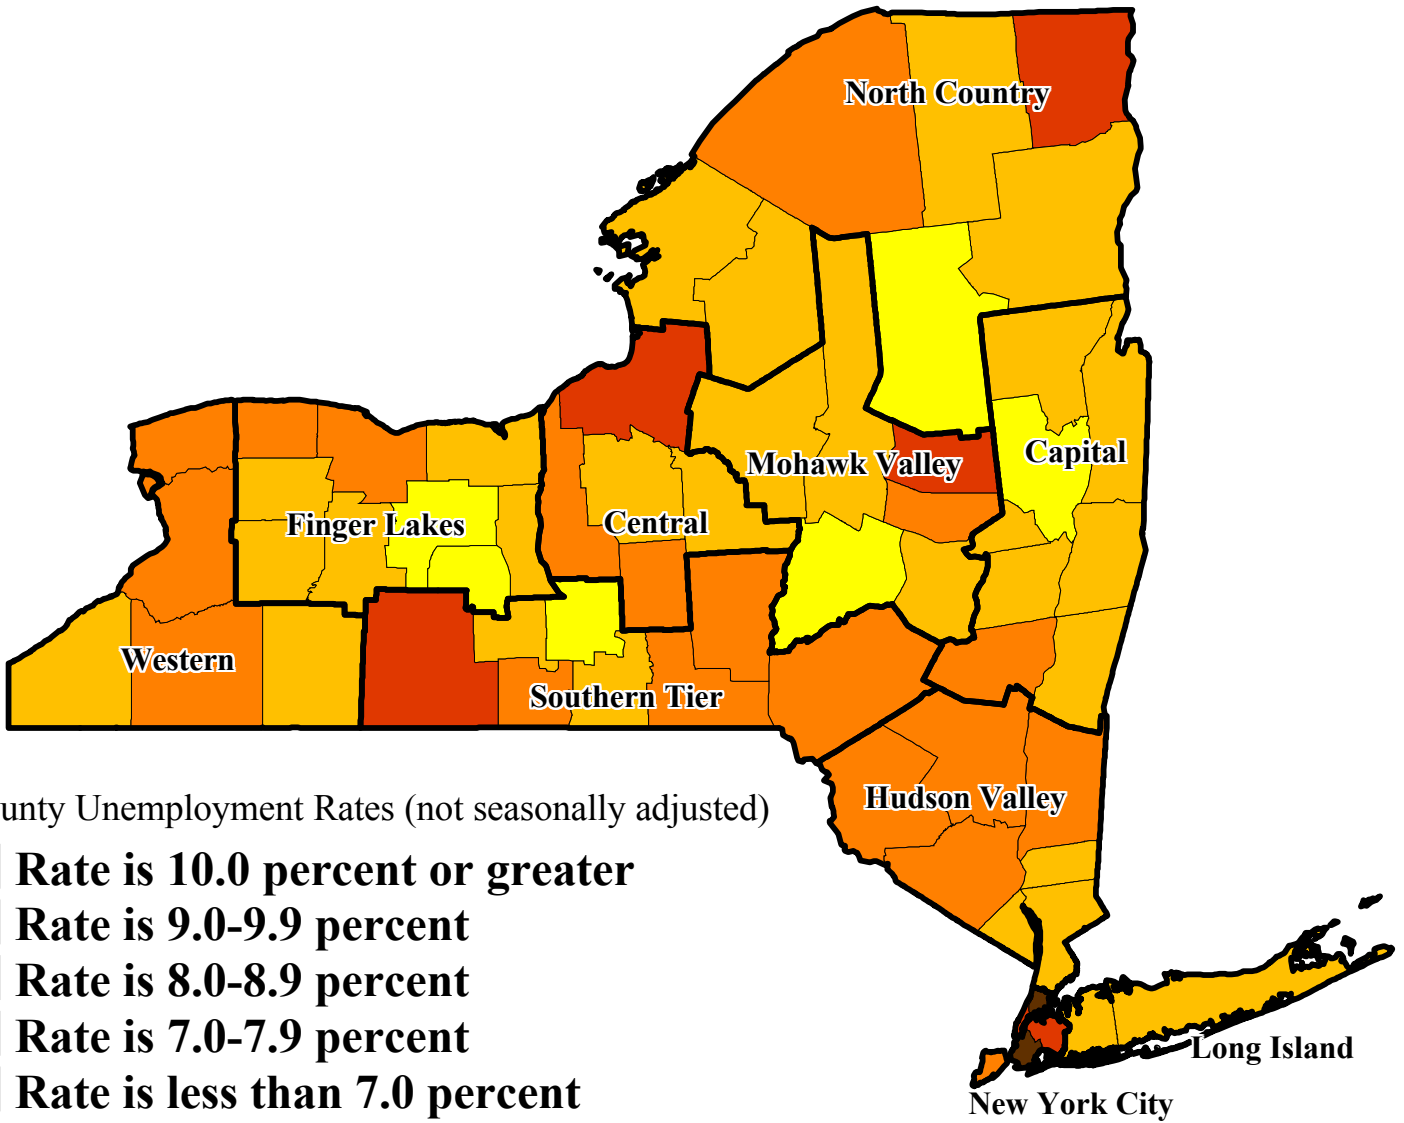 North Country
Mohawk Valley
Capital
Finger Lakes
Central
Western
Southern Tier
Hudson Valley
unty Unemployment Rates (not seasonally adjusted)
Rate is 10.0 percent or greater
Rate is 9.0-9.9 percent
Rate is 8.0-8.9 percent
Rate is 7.0-7.9 percent
Rate is less than 7.0 percent
Long Island
New York City